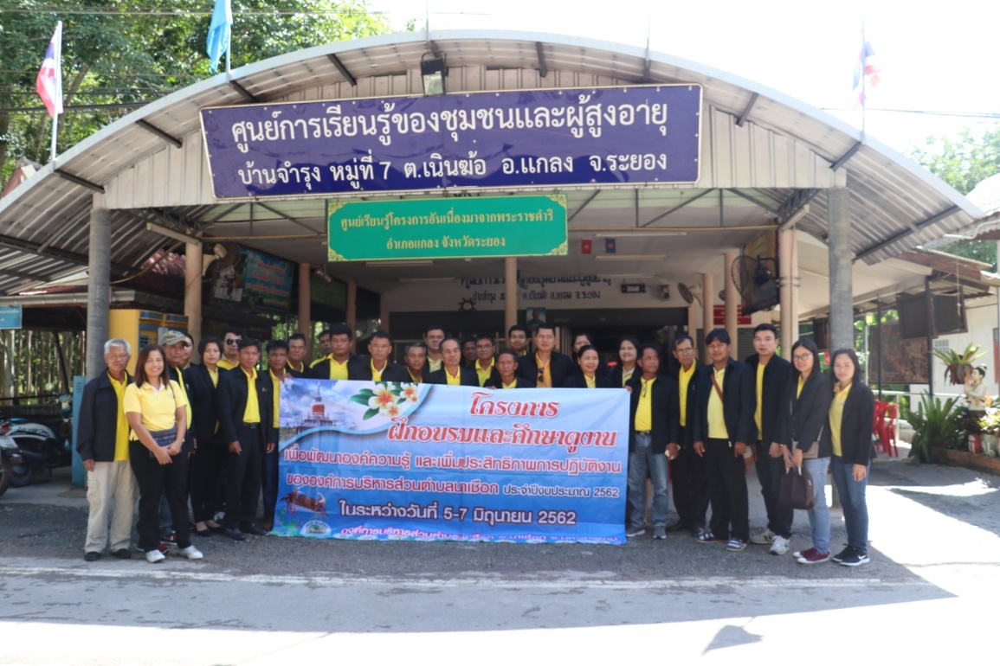 ศูนย์การเรียนรู้ของชุมชนและผู้สูงอายุ
บ้านจำรุง หมู่ที่ 7 ต.เนินฆ้อ อ.แกลง จ.ระยอง
ศูนย์เรียนรู้โครงการอันเนื่องมาจากพระราชดำริ
อำเภอแกลง จังหวัดระยอง
โครงการ
ฝึกอบรมและศึกษาดูงาน
เพื่อพัฒนาองค์ความรู้ และเพิ่มประสิทธิภาพการปฏิบัติงาน
ขององค์การบริหารส่วนตำบลนาเชือก ประจำปีงบประมาณ 2562
ในระหว่างวันที่ 5-7 มิถุนายน 2562
องค์การบริหารส่วนตำบลนาเชือก